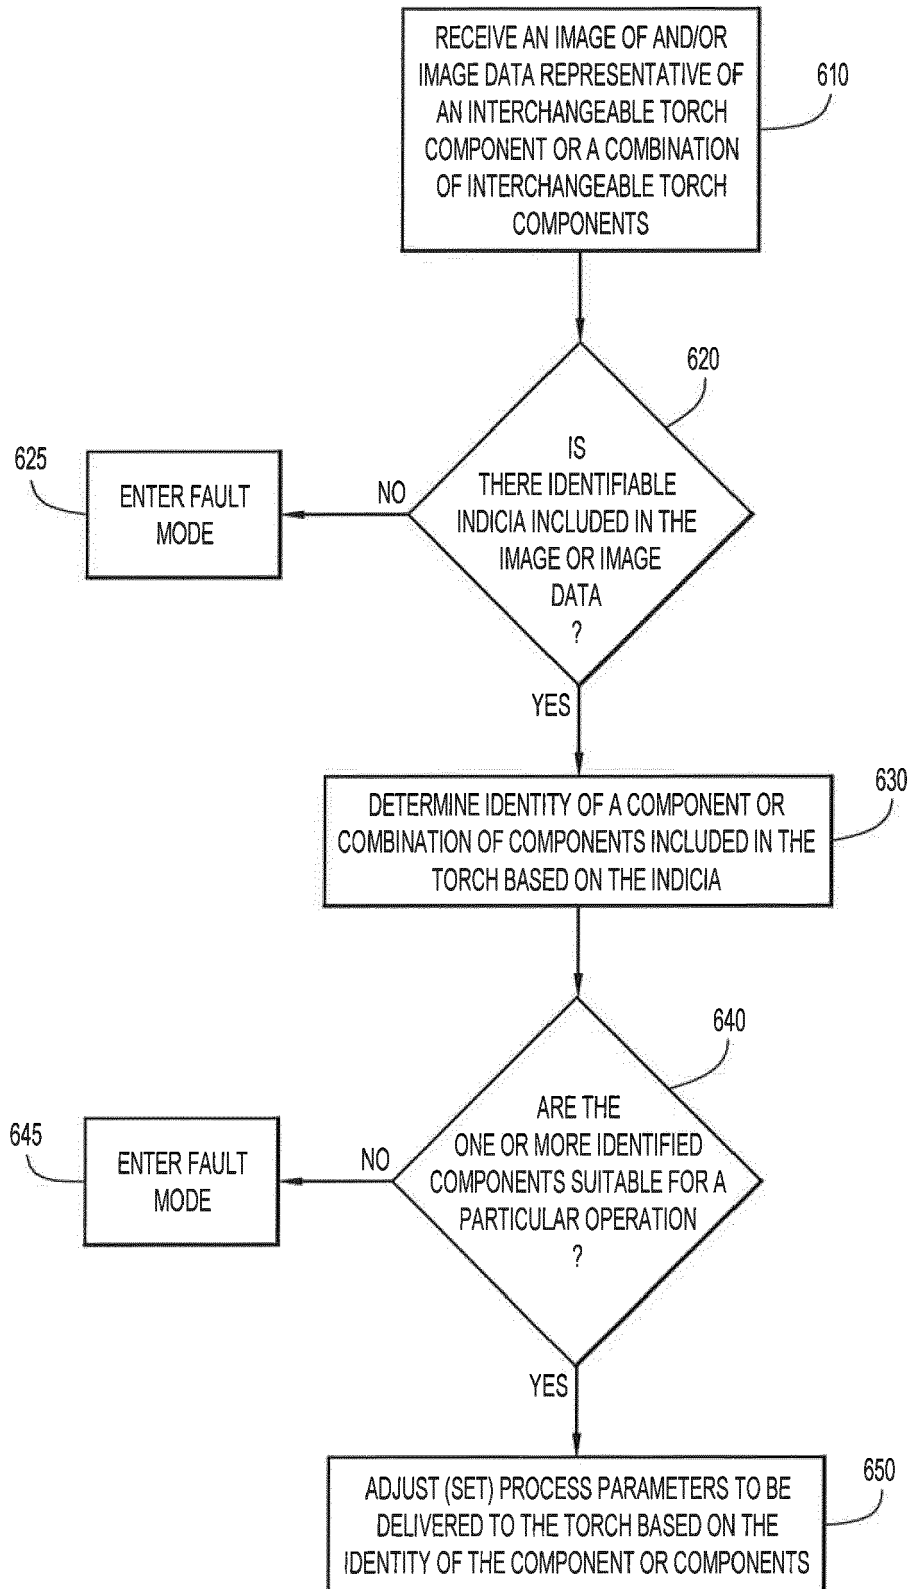 RECEIVE AN IMAGE OF AND/OR
IMAGE DATA REPRESENTATIVE OF
AN INTERCHANGEABLE TORCH
COMPONENT OR A COMBINATION
OF INTERCHANGEABLE TORCH
COMPONENTS
610
620
IS
THERE IDENTIFIABLE
INDICIA INCLUDED IN THE
IMAGE OR IMAGE
DATA
?
NO
625
ENTER FAULT
MODE
YES
630
DETERMINE IDENTITY OF A COMPONENT OR
COMBINATION OF COMPONENTS INCLUDED IN THE
TORCH BASED ON THE INDICIA
640
ARE THE
ONE OR MORE IDENTIFIED
COMPONENTS SUITABLE FOR A
PARTICULAR OPERATION
?
NO
645
ENTER FAULT
MODE
YES
650
ADJUST (SET) PROCESS PARAMETERS TO BE
DELIVERED TO THE TORCH BASED ON THE
IDENTITY OF THE COMPONENT OR COMPONENTS